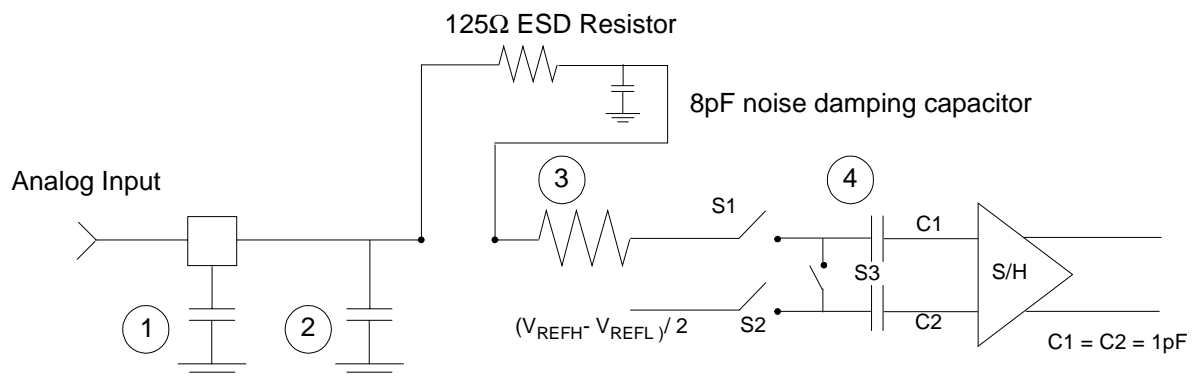 125Ω ESD Resistor
8pF noise damping capacitor
Analog Input
3
4
S1
C1
S/H
S3
1
2
(VREFH- VREFL )/ 2
S2
C2
C1 = C2 = 1pF